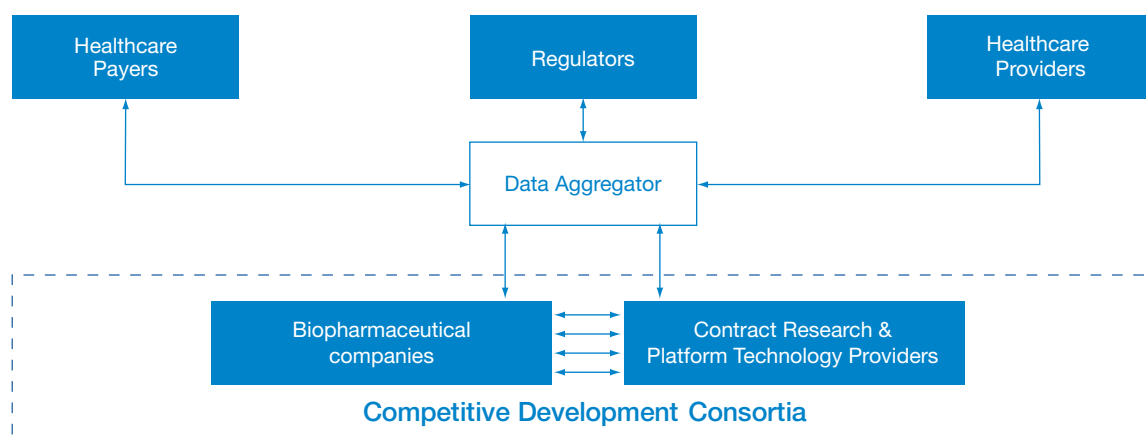 Healthcare
Payers
Regulators
Healthcare
Providers
Data Aggregator
Biopharmaceutical
companies
Contract Research &
Platform Technology Providers
Competitive Development Consortia